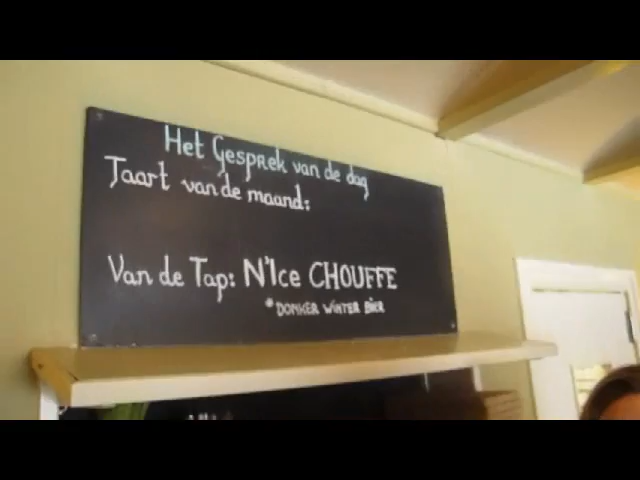 Het Gesprek van de dag
Taart van de maand:
Van de Tap: N'Ice CHOUFFE
*DONKER WINTER BIER